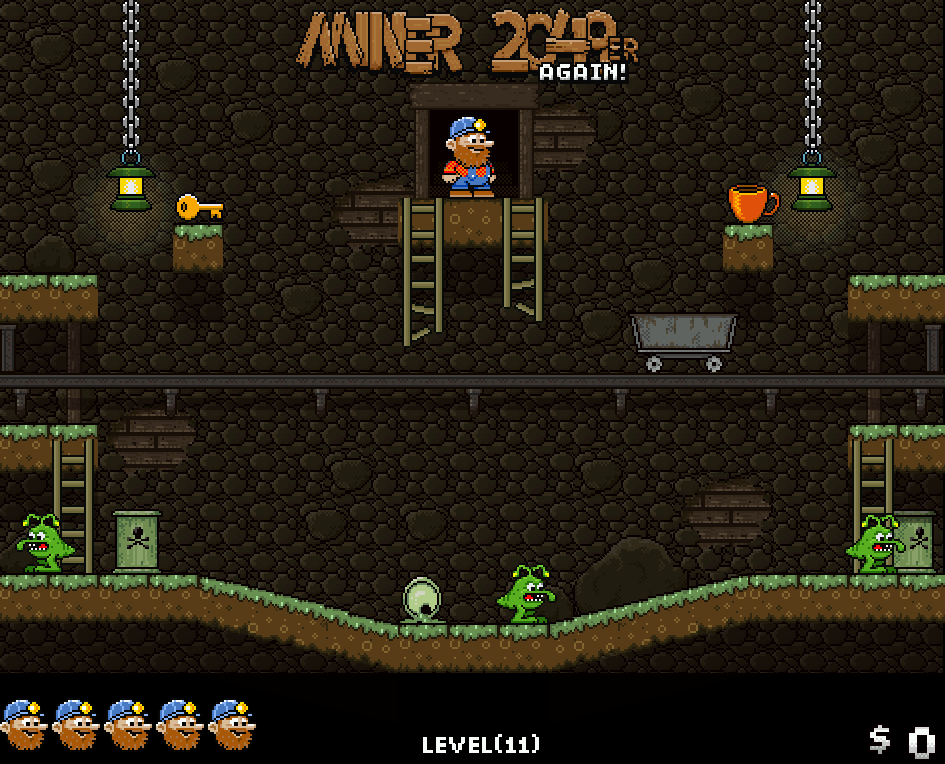 MINER 2049ER
AGAIN!
LEVEL(11)
$ 0